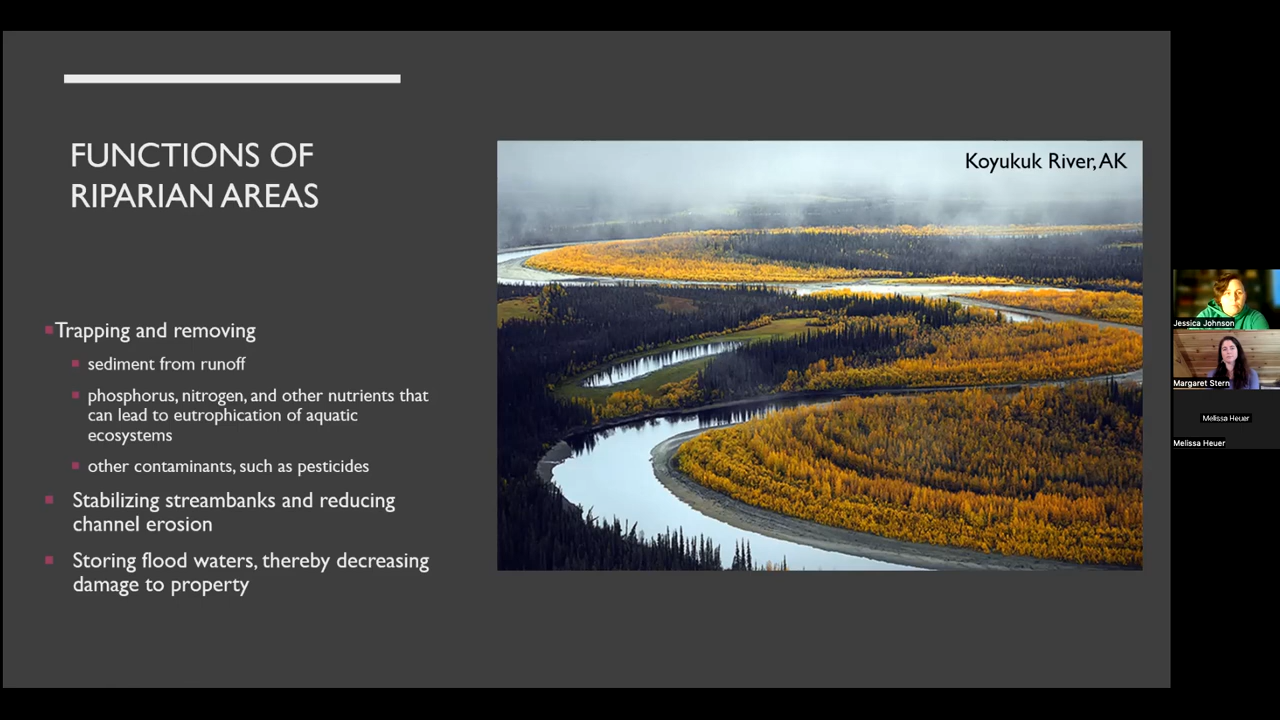 FUNCTIONS OF
RIPARIAN AREAS
Koyukuk River, AK
Trapping and removing
sediment from runoff
phosphorus, nitrogen, and other nutrients that
can lead to eutrophication of aquatic
ecosystems
other contaminants, such as pesticides
Stabilizing streambanks and reducing
channel erosion
Storing flood waters, thereby decreasing
damage to property
Jessica Johnson
Margaret Stern
Melissa Heuer
Melissa Heuer